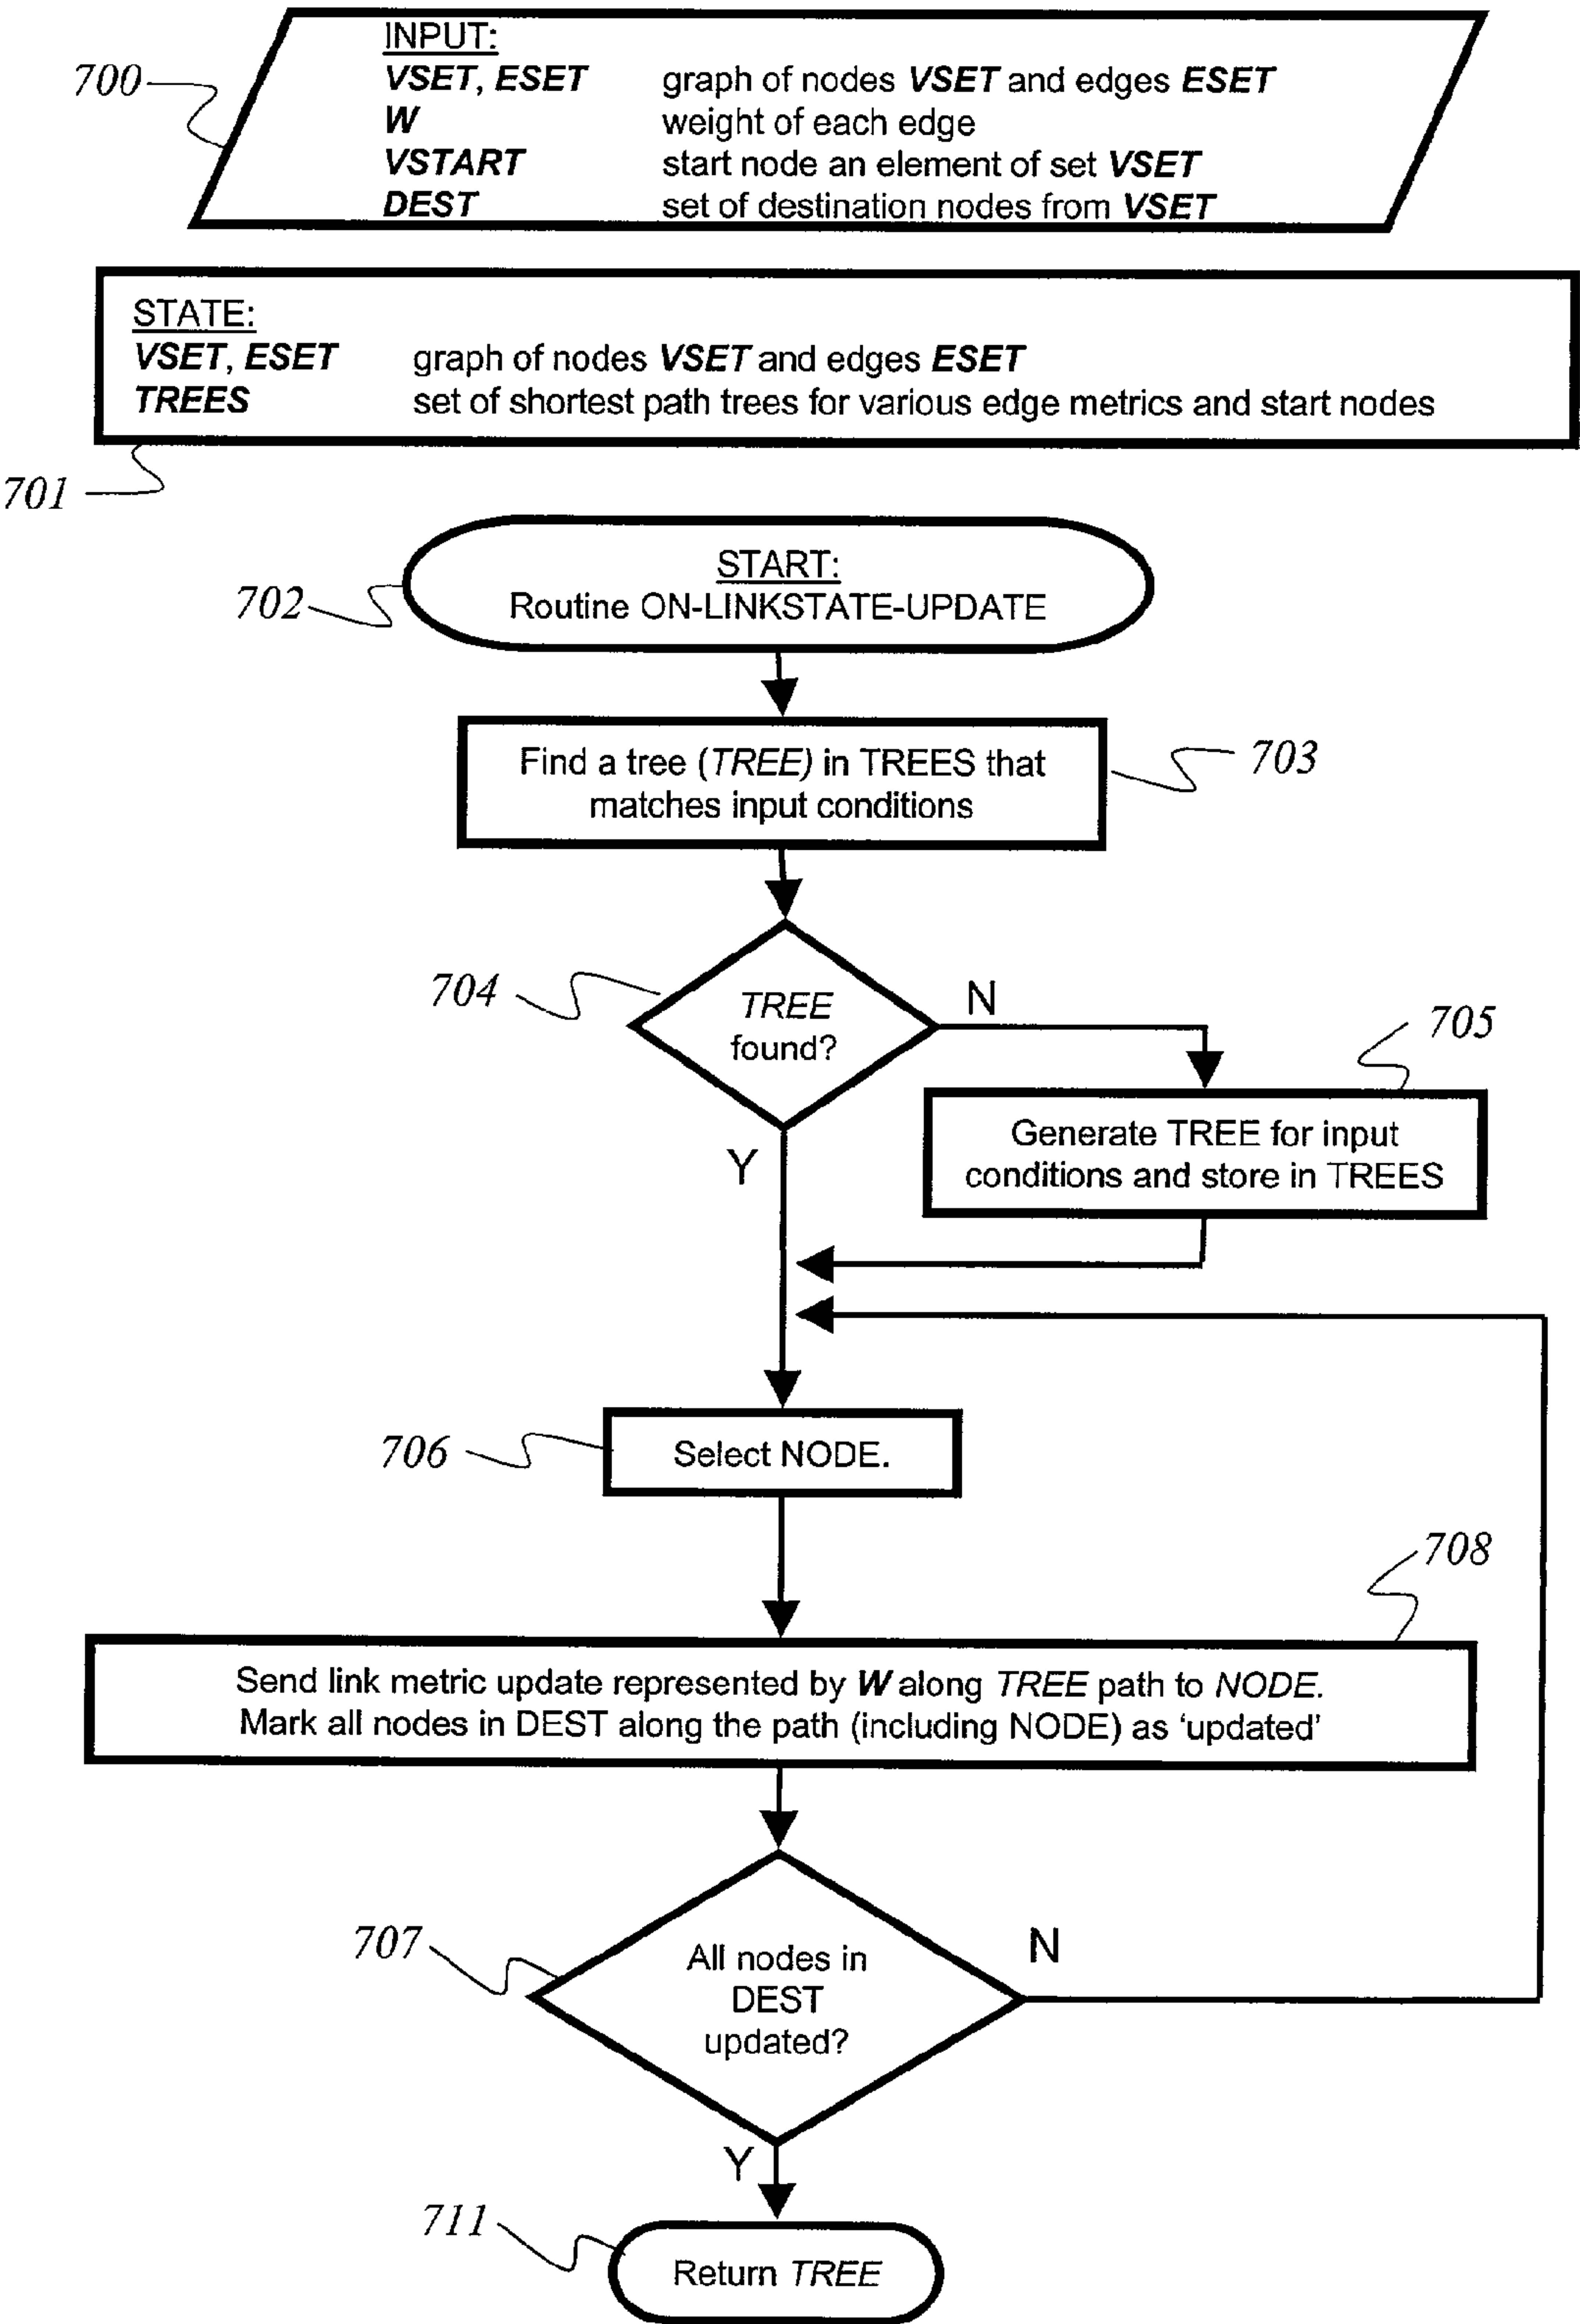 INPUT:
700
VSET, ESET graph of nodes VSET and edges ESET
W weight of each edge
VSTART start node an element of set VSET
DEST set of destination nodes from VSET
STATE:
VSET, ESET graph of nodes VSET and edges ESET
TREES set of shortest path trees for various edge metrics and start nodes
701
START:
702
Routine ON-LINKSTATE-UPDATE
Find a tree (TREE) in TREES that
matches input conditions
703
704
TREE
found?
N
Y
705
Generate TREE for input
conditions and store in TREES
706
Select NODE.
708
Send link metric update represented by W along TREE path to NODE.
Mark all nodes in DEST along the path (including NODE) as ‘updated’
707
All nodes in
DEST
updated?
N
Y
711
Return TREE